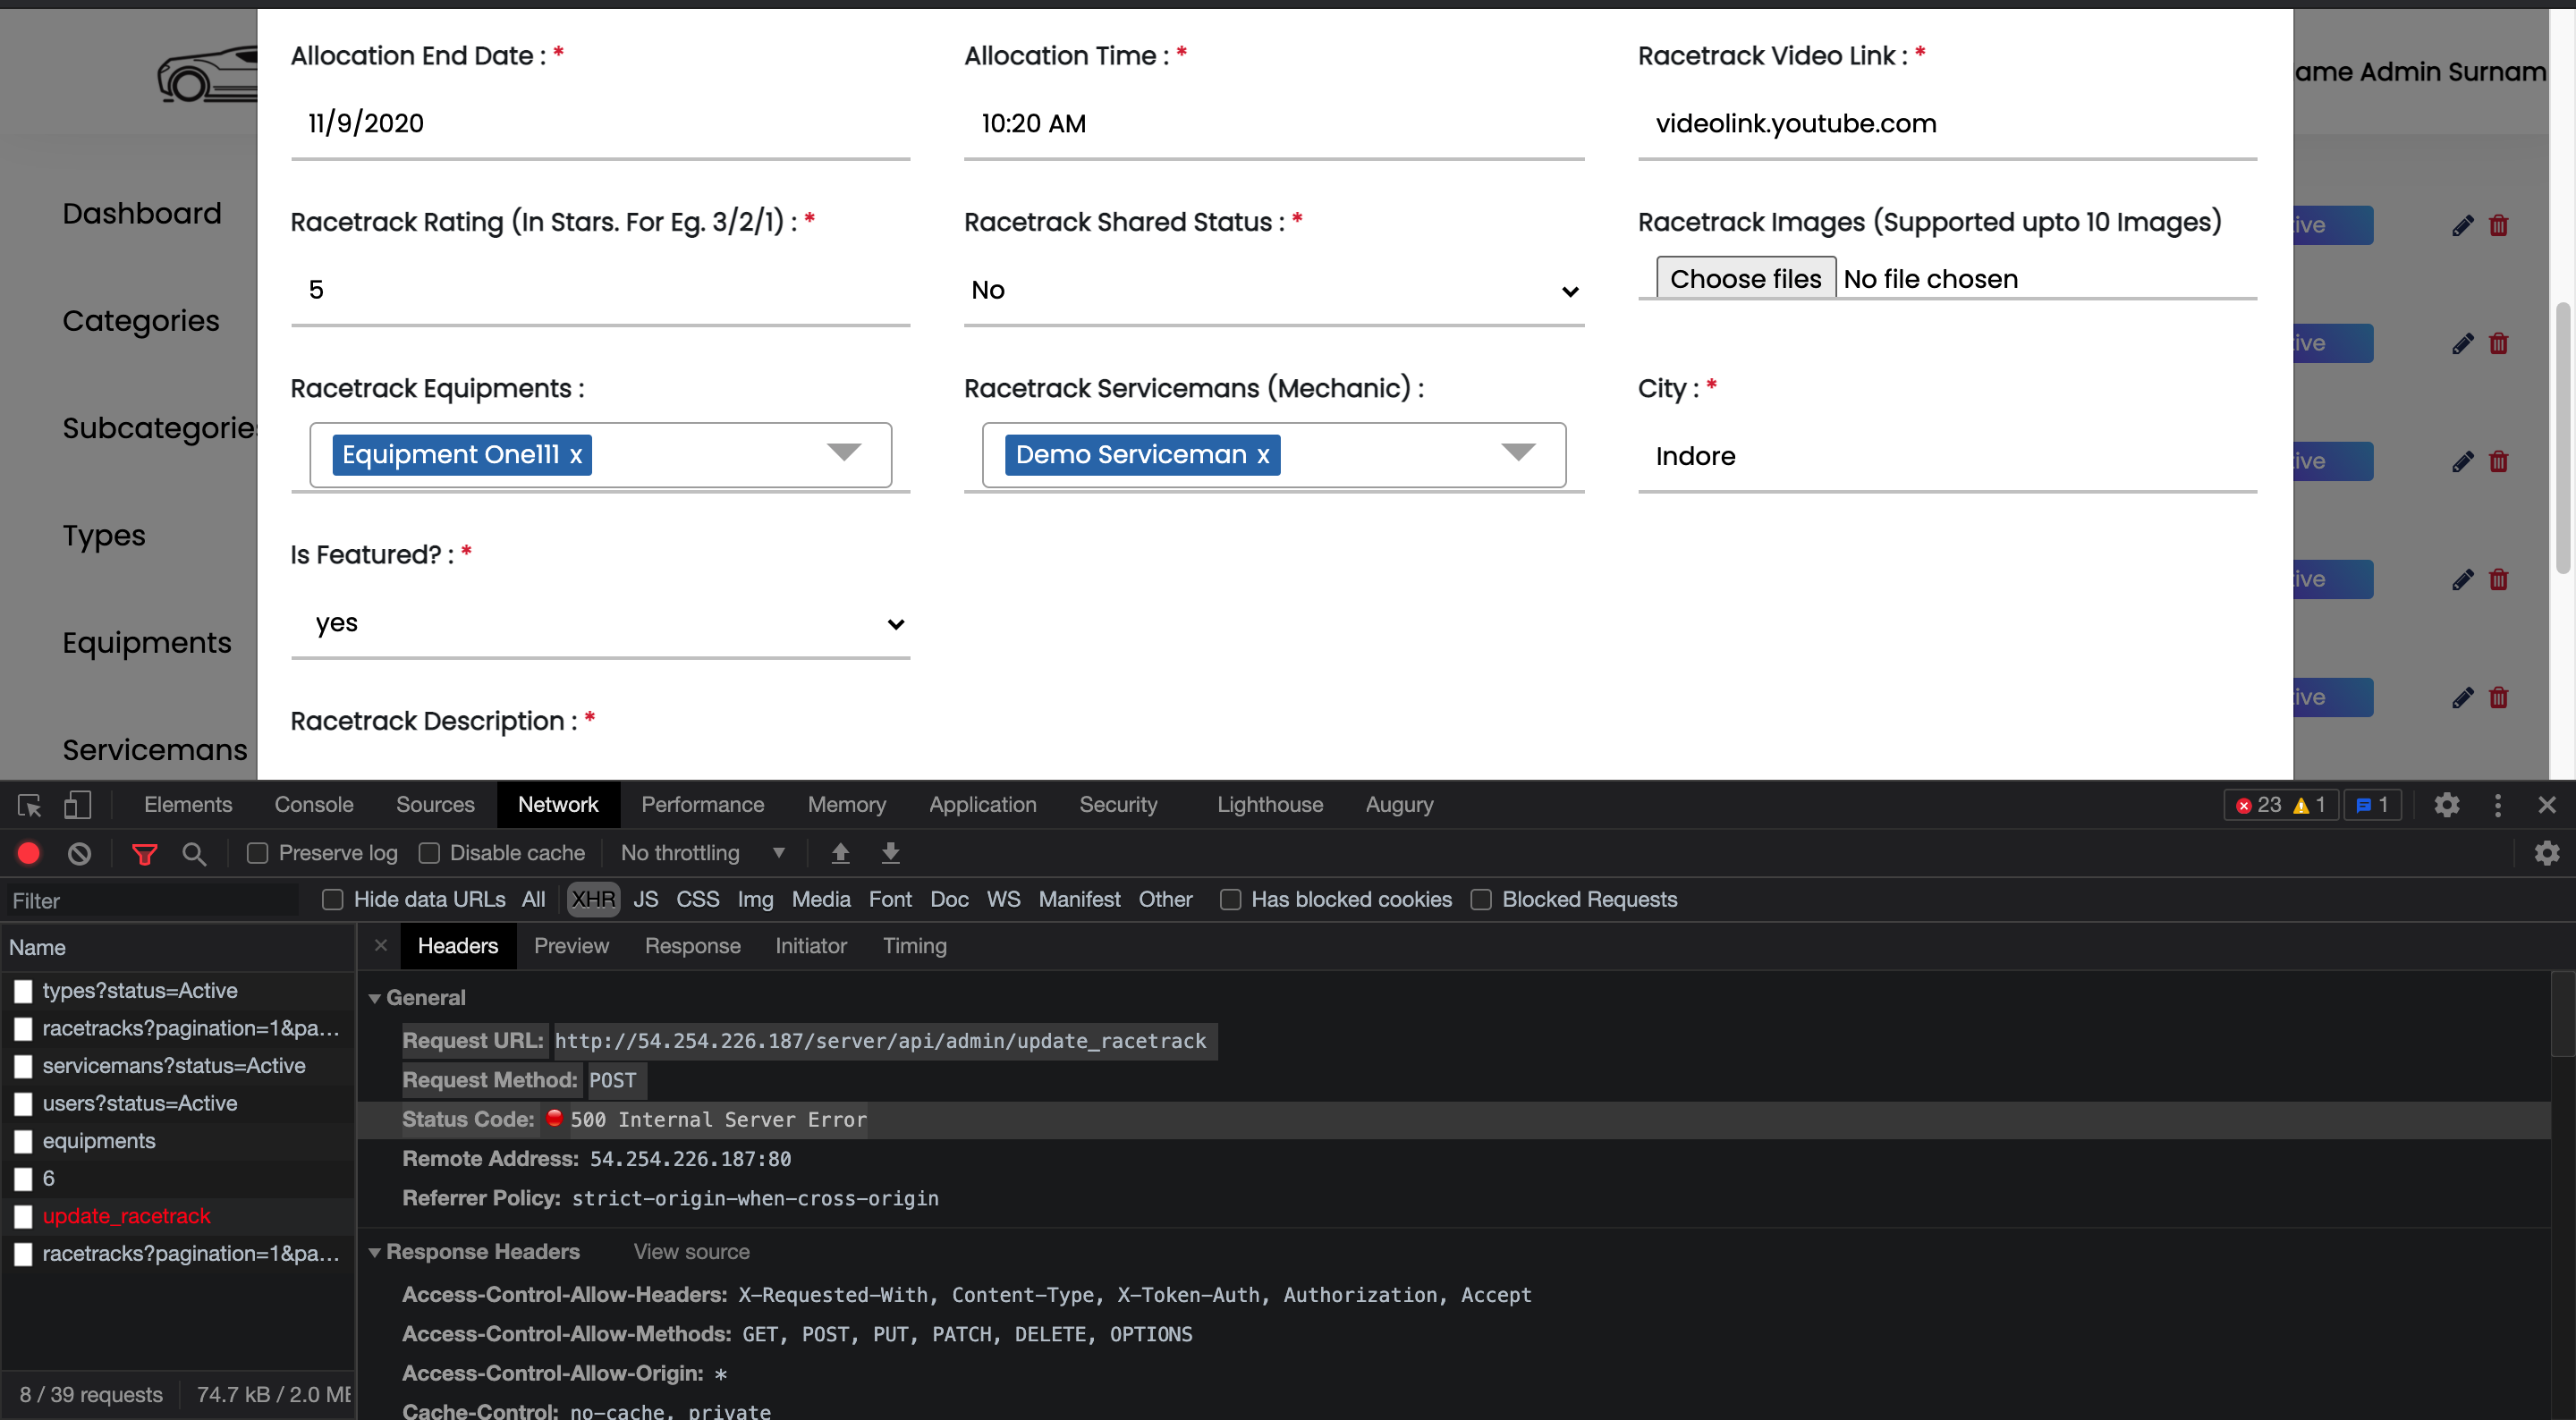 Allocation End Date : *
Allocation Time : *
Racetrack Video Link : *
ame Admin Surnam
11/9/2020
10:20 AM
videolink.youtube.com
Dashboard
Racetrack Rating (In Stars. For Eg. 3/2/1) : *
Racetrack Shared Status : *
Racetrack Images (Supported upto 10 Images)
ive
5
No
Choose files No file chosen
Categories
ive
Racetrack Equipments :
Racetrack Servicemans (Mechanic) :
City : *
Subcategories
Equipment One111 x
Demo Serviceman x
Indore
ive
Types
Is Featured? : *
ive
yes
Equipments
ive
Racetrack Description : *
Servicemans
Elements Console Sources Network Performance Memory Application Security Lighthouse Augury 23 1 1
Preserve log Disable cache No throttling
Filter Hide data URLs All XHR JS CSS Img Media Font Doc WS Manifest Other Has blocked cookies Blocked Requests
Name
Headers Preview Response Initiator Timing
types?status=Active
racetracks?pagination=1&pa...
servicemans?status=Active
users?status=Active
equipments
6
update_racetrack
racetracks?pagination=1&pa...
8 / 39 requests 74.7 kB / 2.0 ME
General
Request URL: http://54.254.226.187/server/api/admin/update_racetrack
Request Method: POST
Status Code: 500 Internal Server Error
Remote Address: 54.254.226.187:80
Referrer Policy: strict-origin-when-cross-origin
Response Headers View source
Access-Control-Allow-Headers: X-Requested-With, Content-Type, X-Token-Auth, Authorization, Accept
Access-Control-Allow-Methods: GET, POST, PUT, PATCH, DELETE, OPTIONS
Access-Control-Allow-Origin: *
Cache-Control: no-cache, private